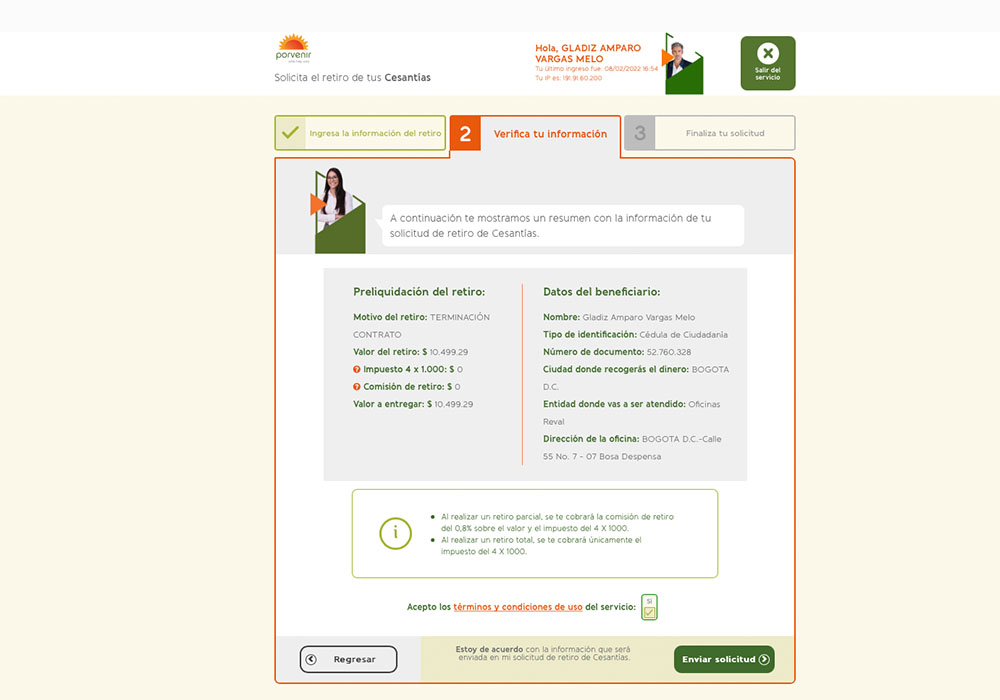 porvenir
Solicita el retiro de tus Cesantías
Hola, GLADIZ AMPARO
VARGAS MELO
Tu último ingreso fue: 08/02/2022 16:54
Tu IP es: 191.91.60.200
Salir del
servicio
Ingresa la información del retiro
2
Verifica tu información
3
Finaliza tu solicitud
A continuación te mostramos un resumen con la información de tu
solicitud de retiro de Cesantías.
Preliquidación del retiro:
Motivo del retiro: TERMINACIÓN
CONTRATO
Valor del retiro: $ 10.499.29
? Impuesto 4 x 1.000: $ 0
? Comisión de retiro: $ 0
Valor a entregar: $ 10.499.29
Datos del beneficiario:
Nombre: Gladiz Amparo Vargas Melo
Tipo de identificación: Cédula de Ciudadanía
Número de documento: 52,760,328
Ciudad donde recogerás el dinero: BOGOTA
D.C.
Entidad donde vas a ser atendido: Oficinas
Reval
Dirección de la oficina: BOGOTA D.C.-Calle
55 No. 7 - 07 Bosa Despensa
i
Al realizar un retiro parcial, se te cobrará la comisión de retiro
del 0,8% sobre el valor y el impuesto del 4 X 1000.
Al realizar un retiro total, se te cobrará únicamente el
impuesto del 4 X 1000.
Acepto los términos y condiciones de uso del servicio:
Si
Regresar
Estoy de acuerdo con la información que será
enviada en mi solicitud de retiro de Cesantías.
Enviar solicitud